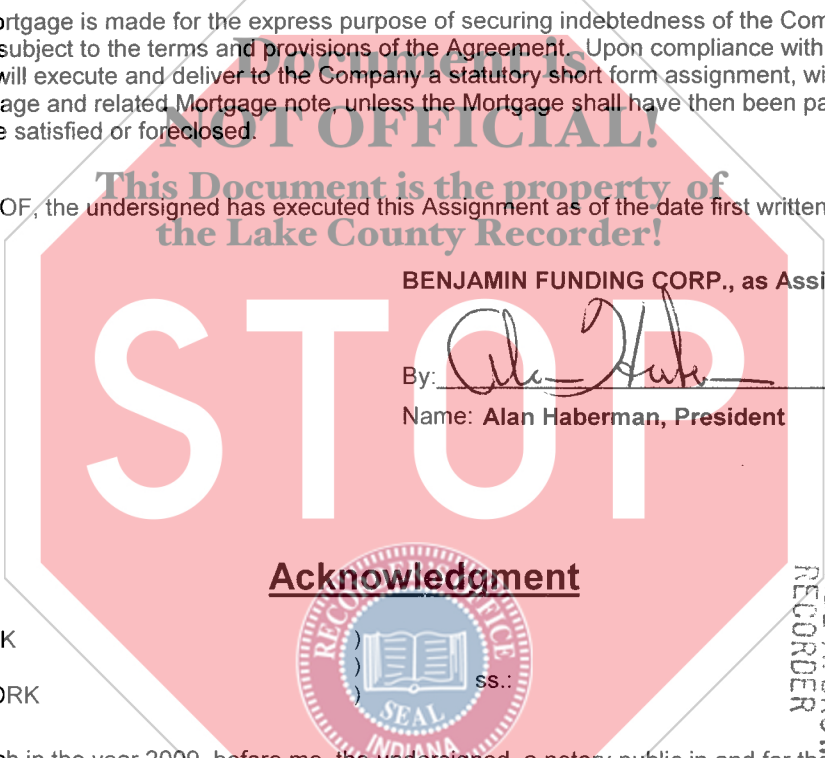 ortgage is made for the express purpose of securing indebtedness of the Com
subject to the terms and provisions of the Agreement. Upon compliance with
will execute and deliver to the Company a statutory short form assignment, wi
age and related Mortgage note, unless the Mortgage shall have then been pa
e satisfied or foreclosed.
Document is
NOT OFFICIAL!
This Document is the property of
the Lake County Recorder!
OF, the undersigned has executed this Assignment as of the date first written
BENJAMIN FUNDING CORP., as Assi
By:
Name: Alan Haberman, President
STOP
Acknowledgment
K )
)
ORK ) ss.:
RECORDER'S OFFICE
SEAL
INDIANA
RECORDER
h in the year 2009, before me, the undersigned, a notary public in and for the